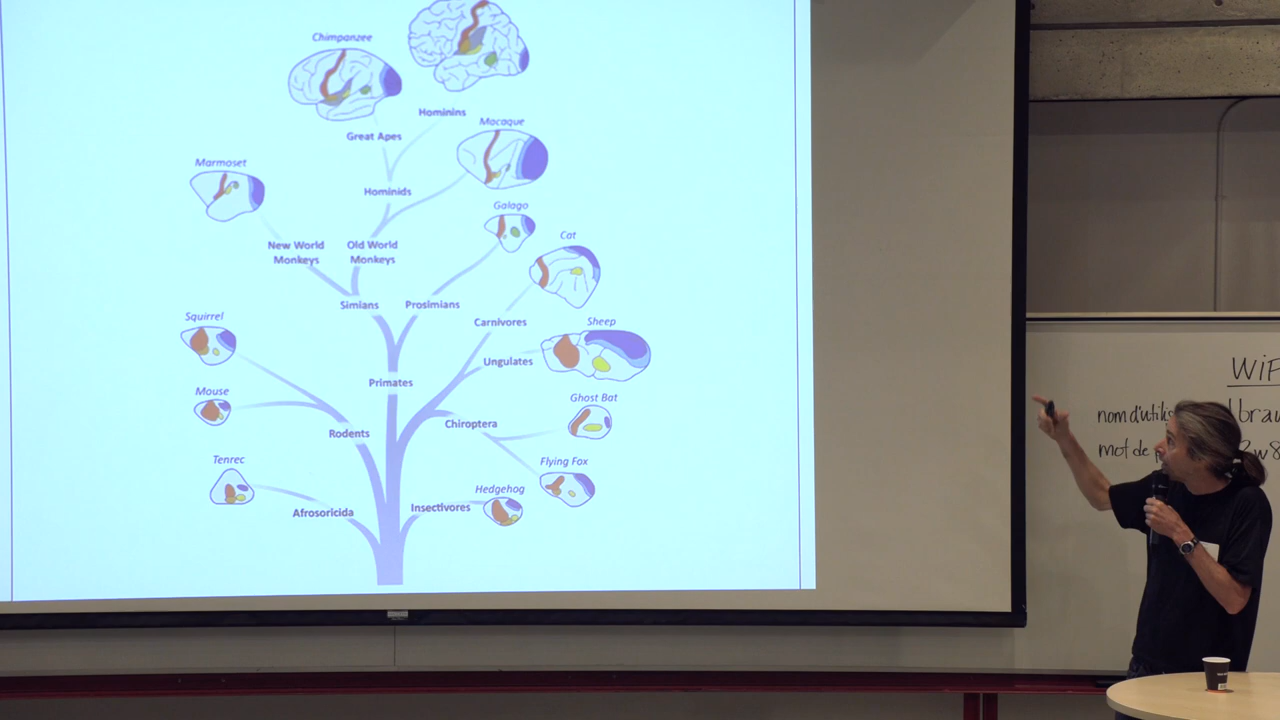 Chimpanzee
Hominins
Great Apes
Macaque
Marmoset
Hominids
Galago
New World
Monkeys
Old World
Monkeys
Cat
Simians
Prosimians
Squirrel
Carnivores
Sheep
Ungulates
Primates
Mouse
Ghost Bat
Chiroptera
Rodents
Tenrec
Flying Fox
Hedgehog
Afrosoricida
Insectivores
nom d'utilis
mot de